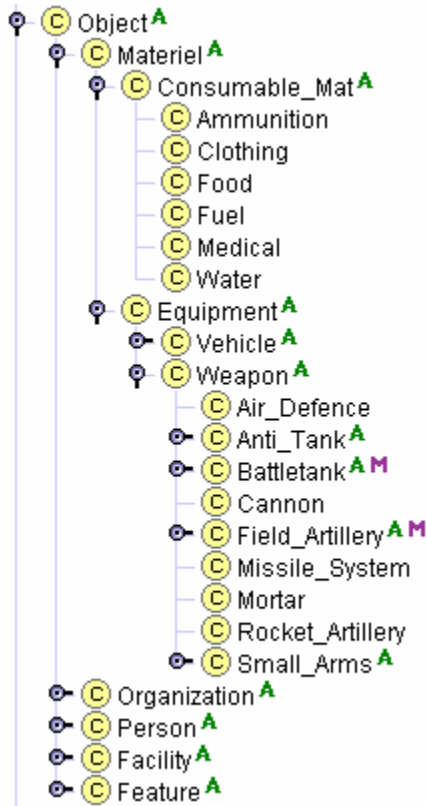 C Object A
C Materiel A
C Consumable_Mat A
C Ammunition
C Clothing
C Food
C Fuel
C Medical
C Water
C Equipment A
C Vehicle A
C Weapon A
C Air_Defence
C Anti_Tank A
C Battletank A M
C Cannon
C Field_Artillery A M
C Missile_System
C Mortar
C Rocket_Artillery
C Small_Arms A
C Organization A
C Person A
C Facility A
C Feature A